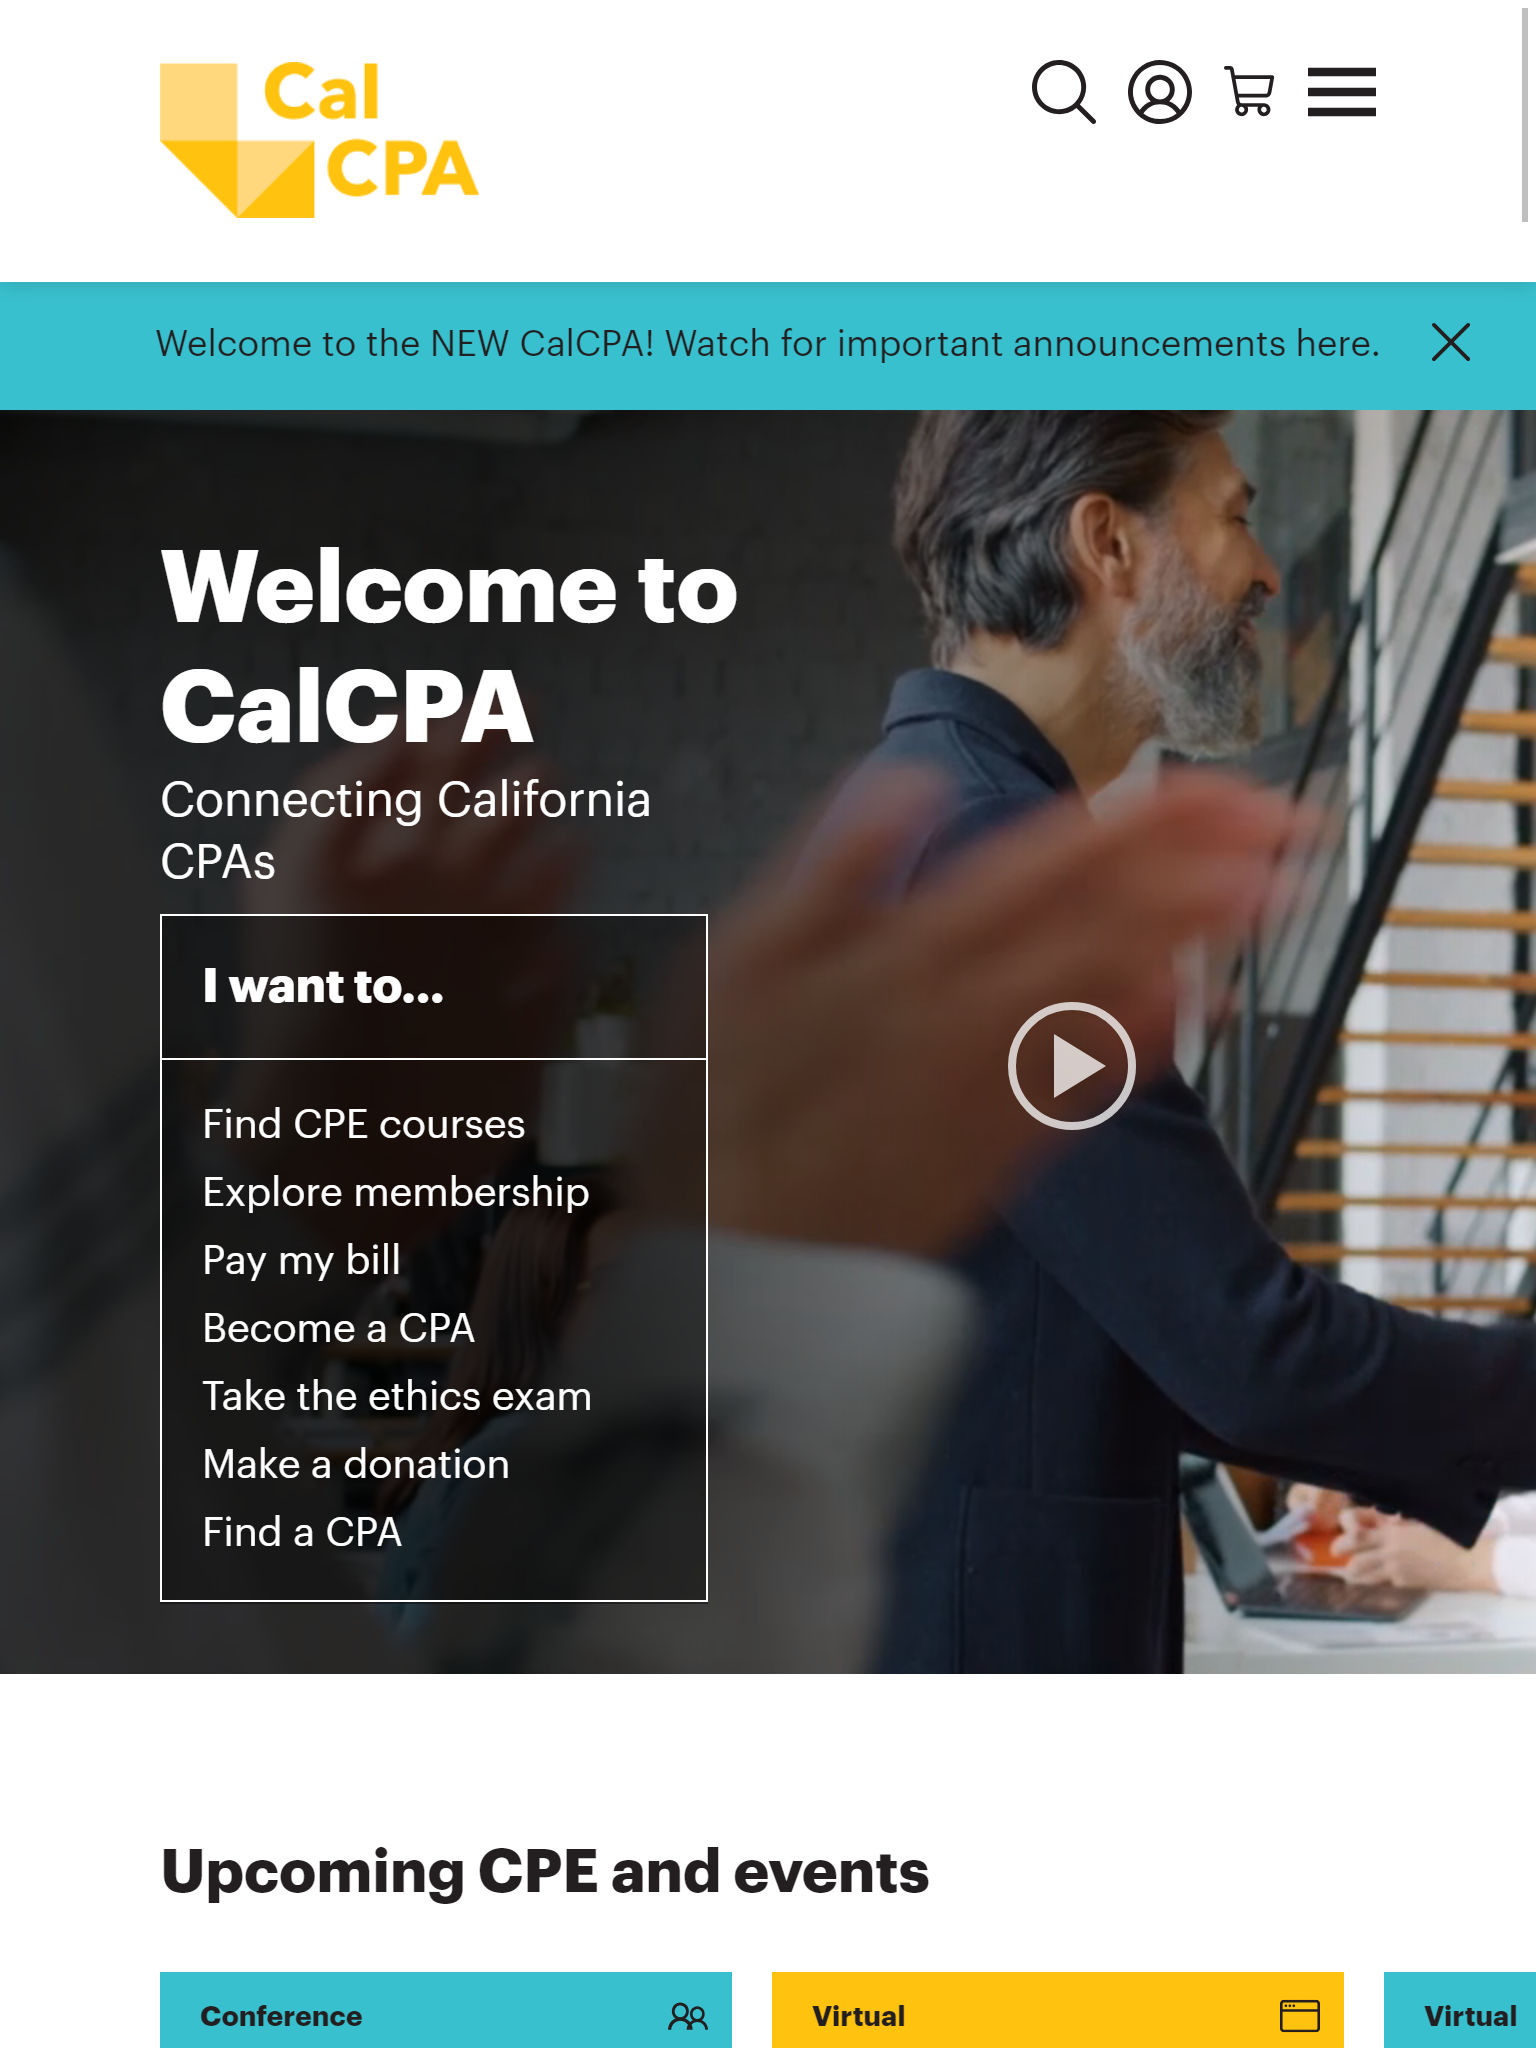 Cal
CPA
Welcome to the NEW CalCPA! Watch for important announcements here.
Welcome to
CalCPA
Connecting California
CPAs
I want to...
Find CPE courses
Explore membership
Pay my bill
Become a CPA
Take the ethics exam
Make a donation
Find a CPA
Upcoming CPE and events
Conference
Virtual
Virtual